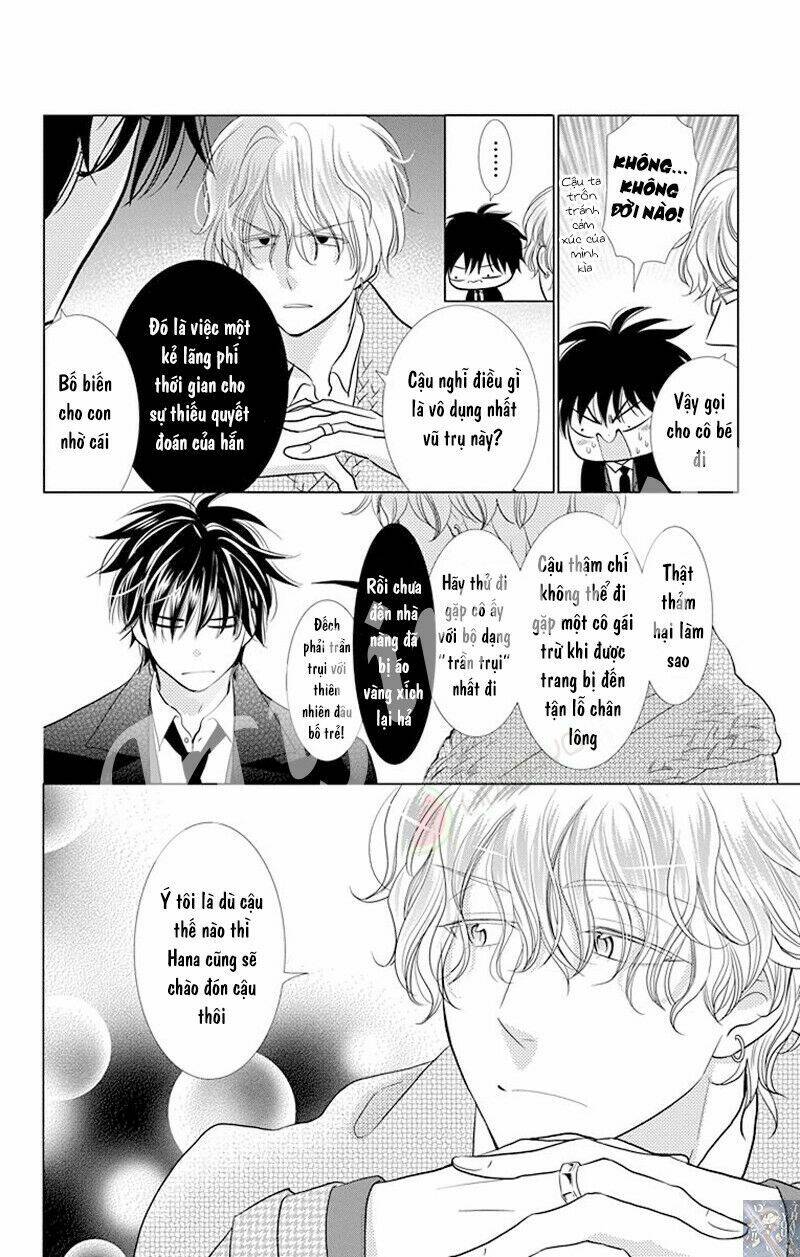 KHÔNG...
KHÔNG
ĐỜI NÀO!
Cậu ta
trốn
tránh
cảm
xúc của
mình
kìa
Vậy gọi
cho cô bé
đi
......
Cậu nghĩ điều gì
là vô dụng nhất
vũ trụ này?
Đó là việc một
kẻ lãng phí
thời gian cho
sự thiếu quyết
đoán của hắn
Bố biến
cho con
nhờ cái
Thật
thảm
hại làm
sao
Cậu thậm chí
không thể đi
gặp một cô gái
trừ khi được
trang bị đến
tận lỗ chân
lông
Hãy thử đi
gặp cô ấy
với bộ dạng
"trần trụi"
nhất đi
Rồi chưa
đến nhà
nàng đã
bị áo
vàng xích
lại hả
Đếch
phải trần
trụi với
thiên
nhiên đâu
bố trẻ!
Ý tôi là dù cậu
thế nào thì
Hana cũng sẽ
chào đón cậu
thôi